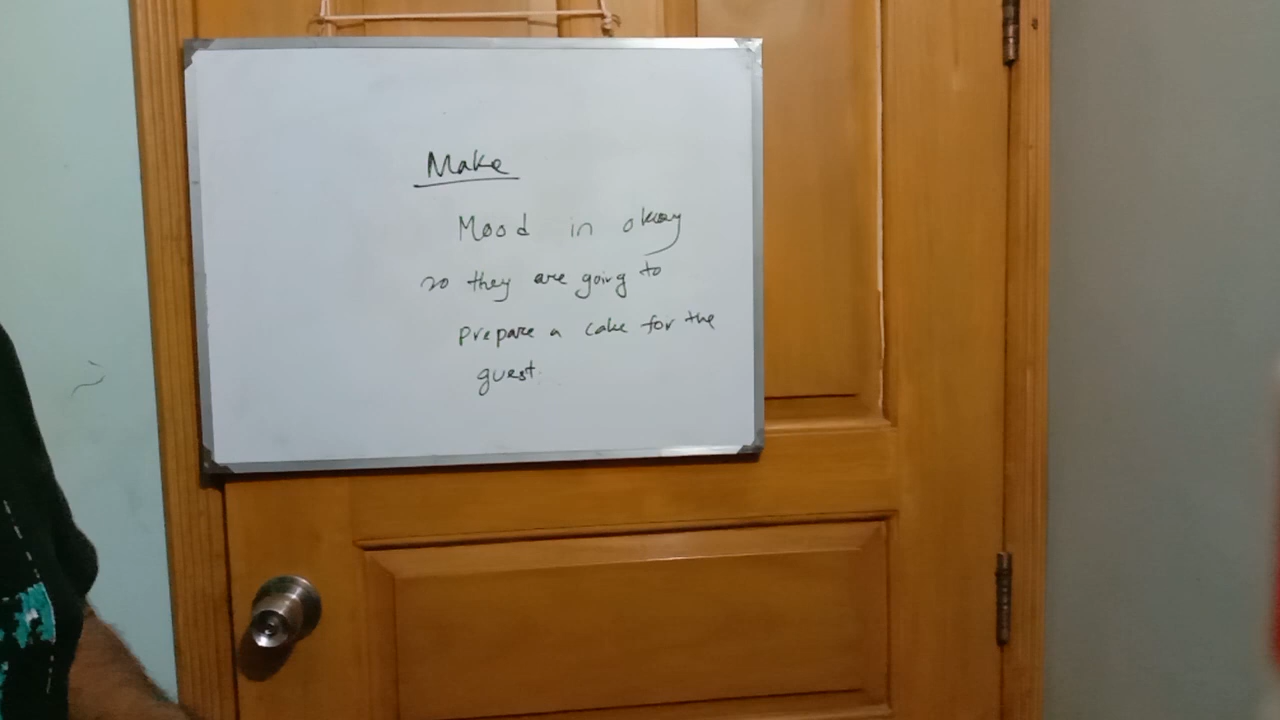 Make
Mood in okay
so they are going to
prepare a cake for the
guest.